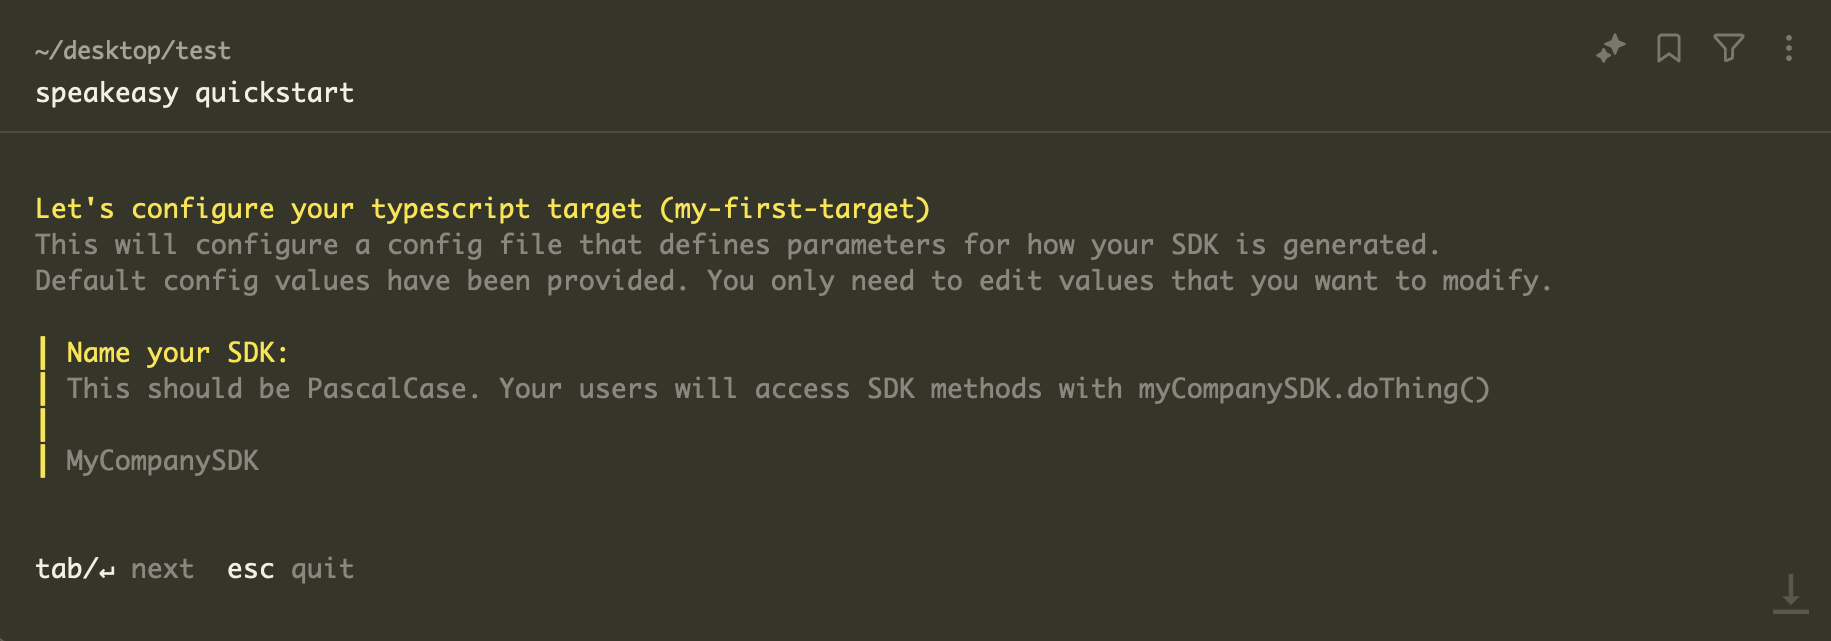 ~/desktop/test
speakeasy quickstart
Let's configure your typescript target (my-first-target)
This will configure a config file that defines parameters for how your SDK is generated.
Default config values have been provided. You only need to edit values that you want to modify.
Name your SDK:
This should be PascalCase. Your users will access SDK methods with myCompanySDK.doThing()
MyCompanySDK
tab/↵ next  esc quit